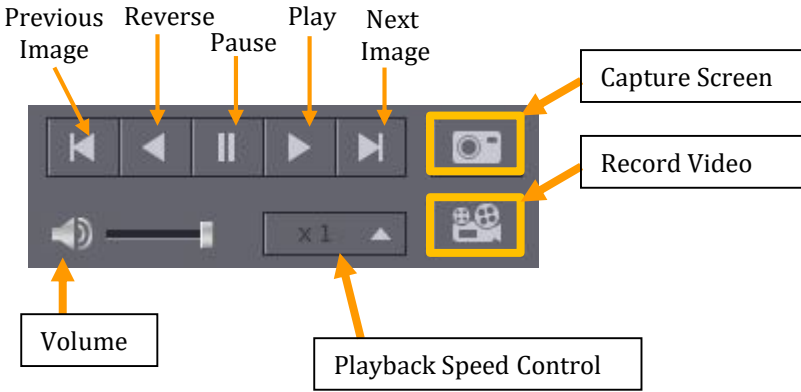 Previous
Image
Reverse
Pause
Play
Next
Image
Capture Screen
Record Video
x 1
Volume
Playback Speed Control